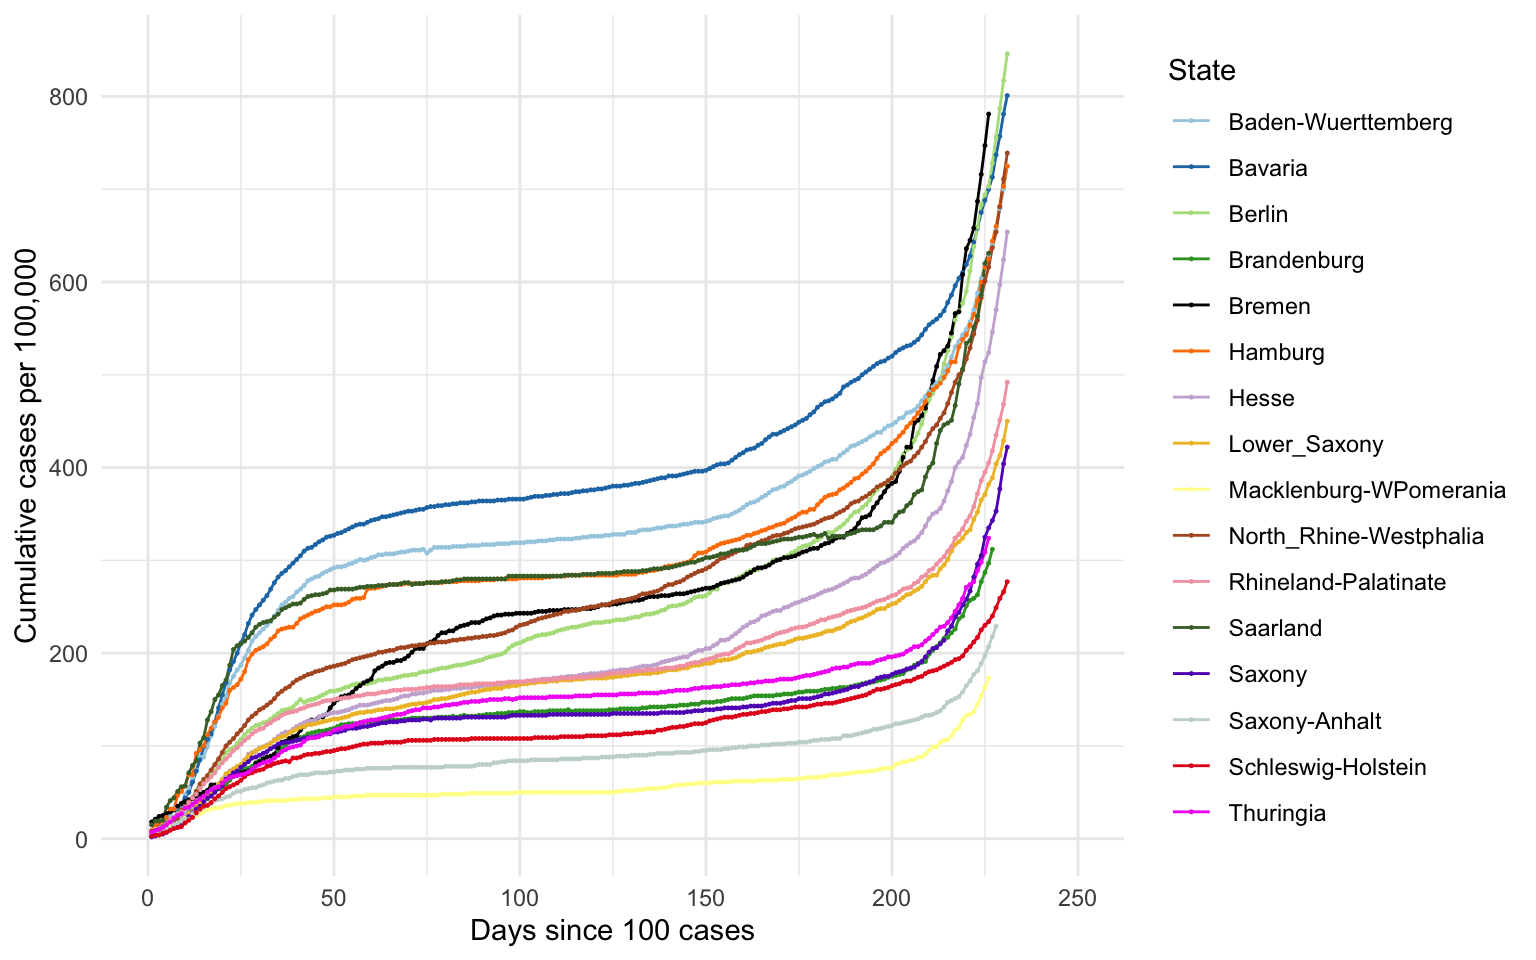 Cumulative cases per 100,000
800
600
400
200
0
0 50 100 150 200 250
Days since 100 cases
State
Baden-Wuerttemberg
Bavaria
Berlin
Brandenburg
Bremen
Hamburg
Hesse
Lower_Saxony
Macklenburg-WPomerania
North_Rhine-Westphalia
Rhineland-Palatinate
Saarland
Saxony
Saxony-Anhalt
Schleswig-Holstein
Thuringia